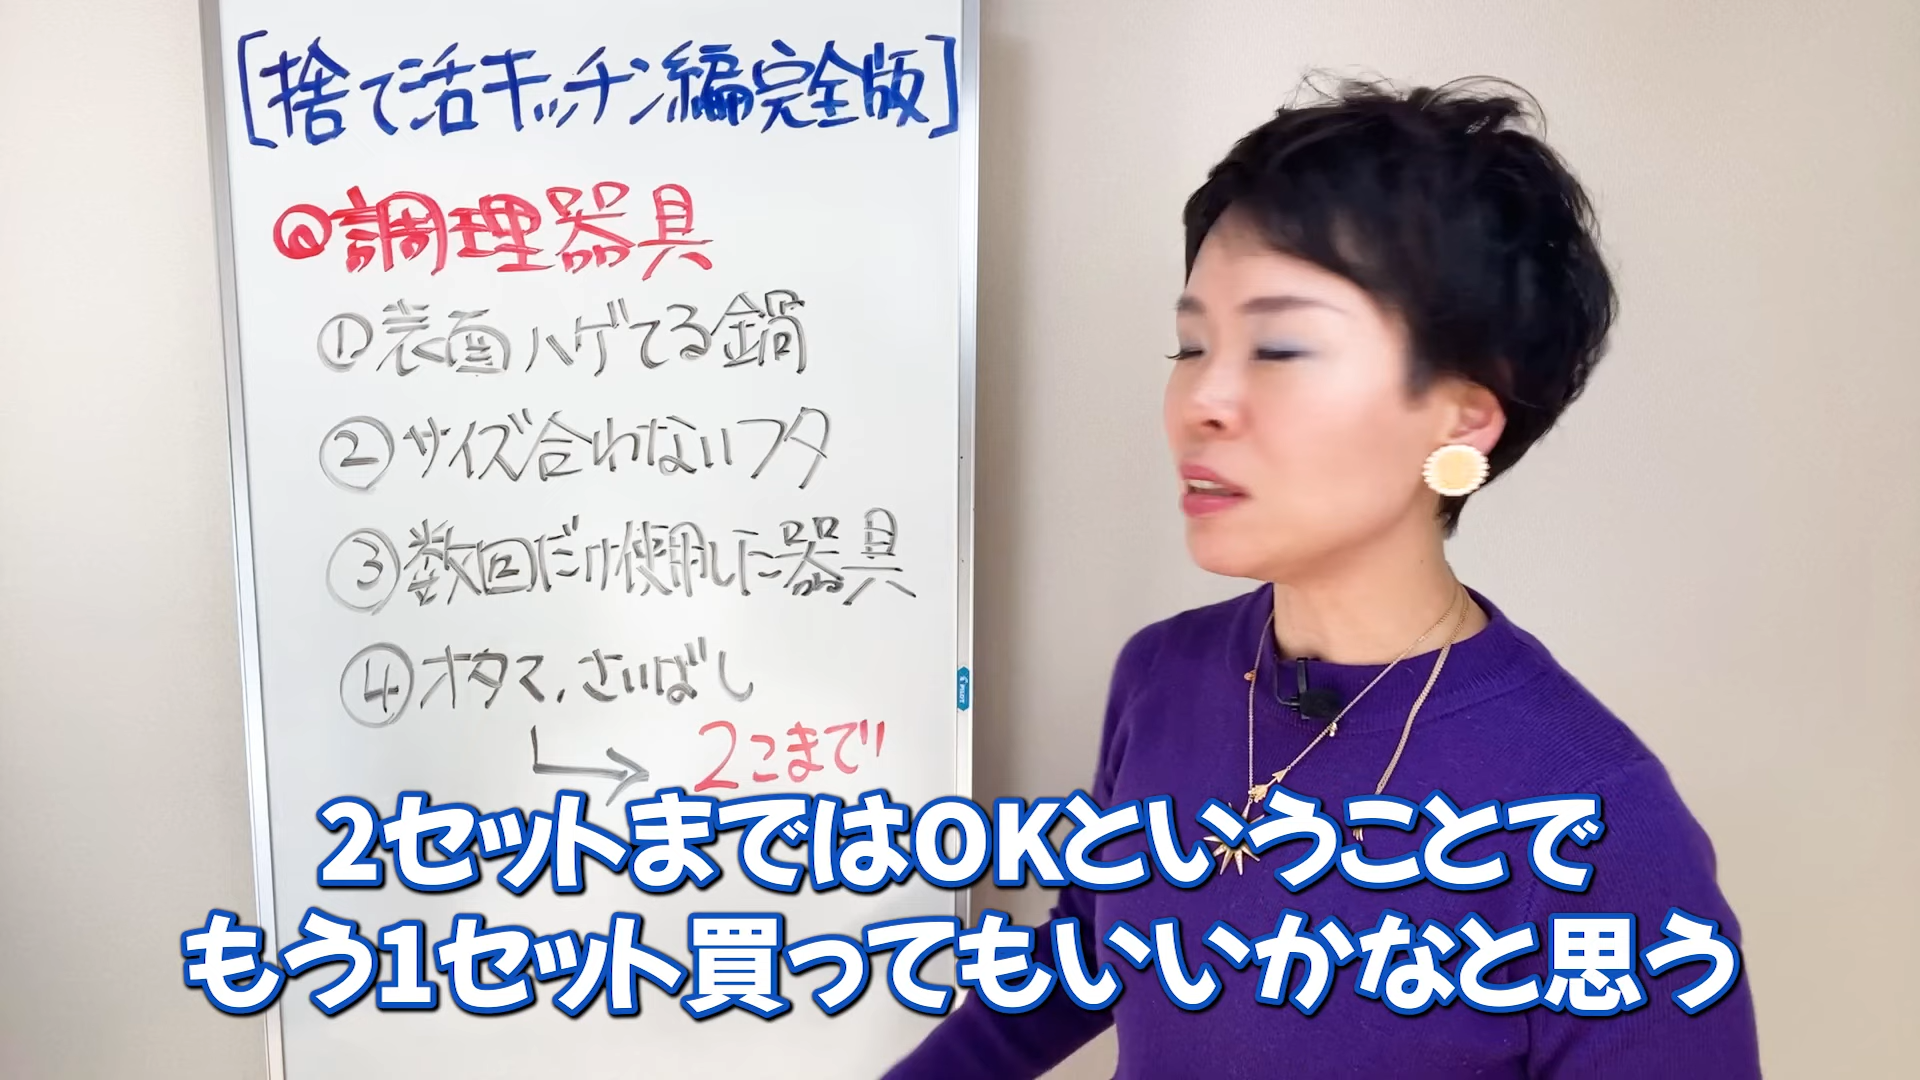 [捨て活キッチン編完全版]
◎調理器具
①表面ハゲてる鍋
②サイズ合わないフタ
③数回だけ使用した器具
④オタマ、さいばし
→2こまで
PILOT
2セットまではOKということで
もう1セット買ってもいいかなと思う